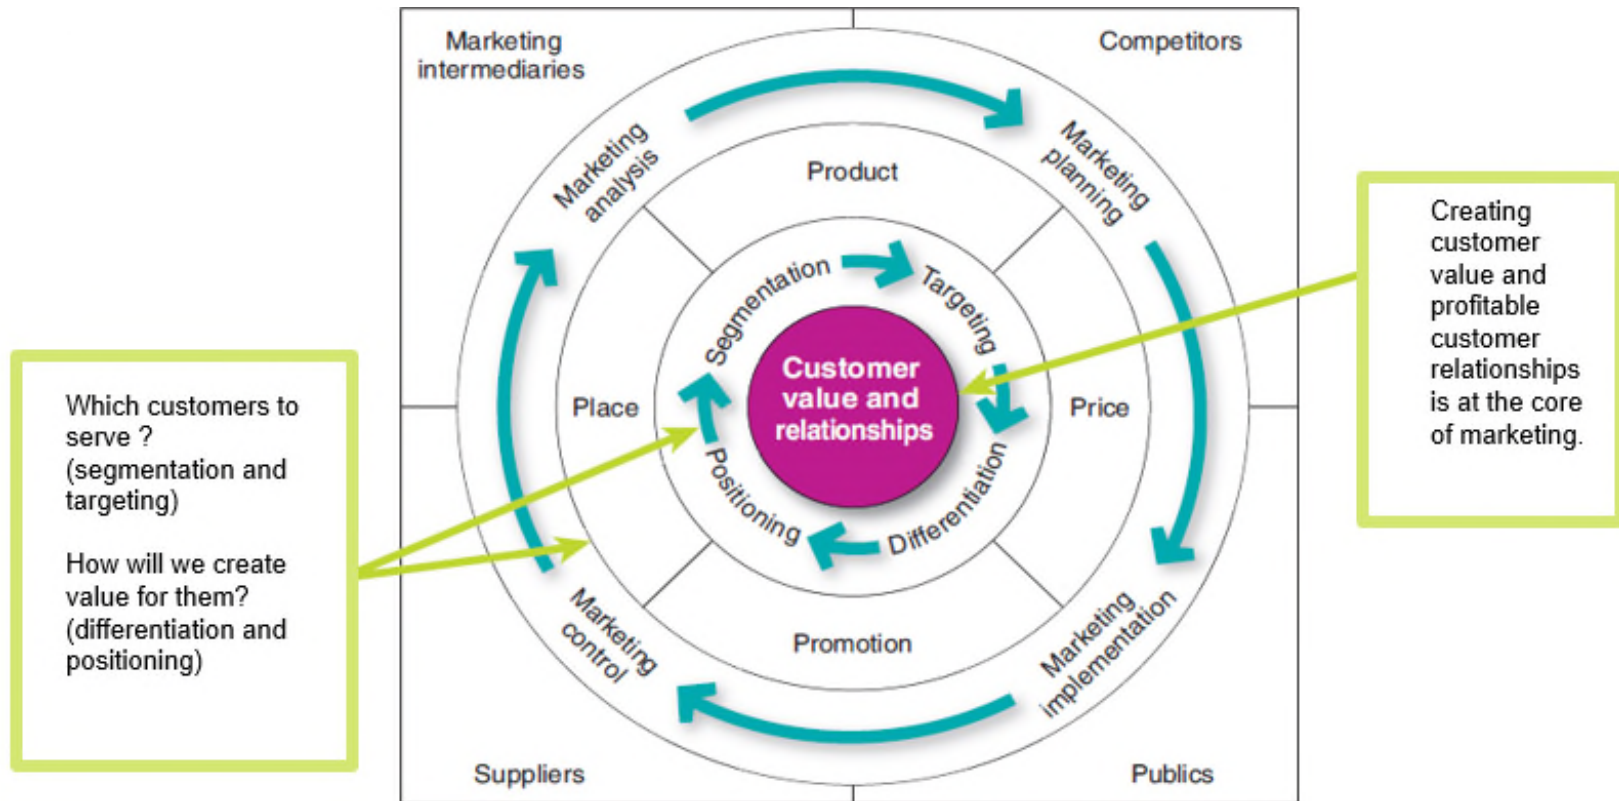 Marketing
intermediaries
Competitors
Marketing
analysis
Marketing
planning
Product
Segmentation
Targeting
Customer
value and
relationships
Place
Price
Positioning
Differentiation
Promotion
Marketing
control
Marketing
implementation
Suppliers
Publics
Which customers to
serve ?
(segmentation and
targeting)
How will we create
value for them?
(differentiation and
positioning)
Creating
customer
value and
profitable
customer
relationships
is at the core
of marketing.